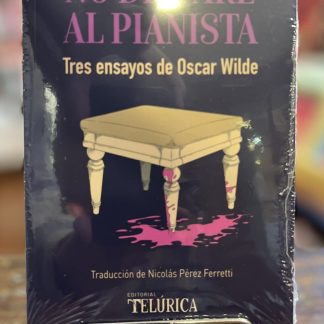 AL PIANISTA
Tres ensayos de Oscar Wilde
Traducción de Nicolás Pérez Ferretti
EDITORIAL
TELÚRICA